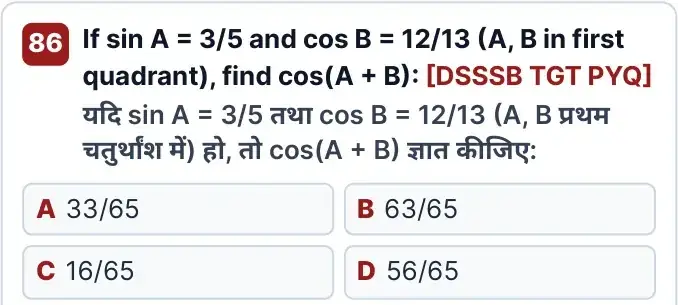 86 If sin A = 3/5 and cos B = 12/13 (A, B in first
quadrant), find cos(A + B): [DSSSB TGT PYQ]
यदि sin A = 3/5 तथा cos B = 12/13 (A, B प्रथम
चतुर्थांश में) हो, तो cos(A + B) ज्ञात कीजिए:
A 33/65 B 63/65
C 16/65 D 56/65